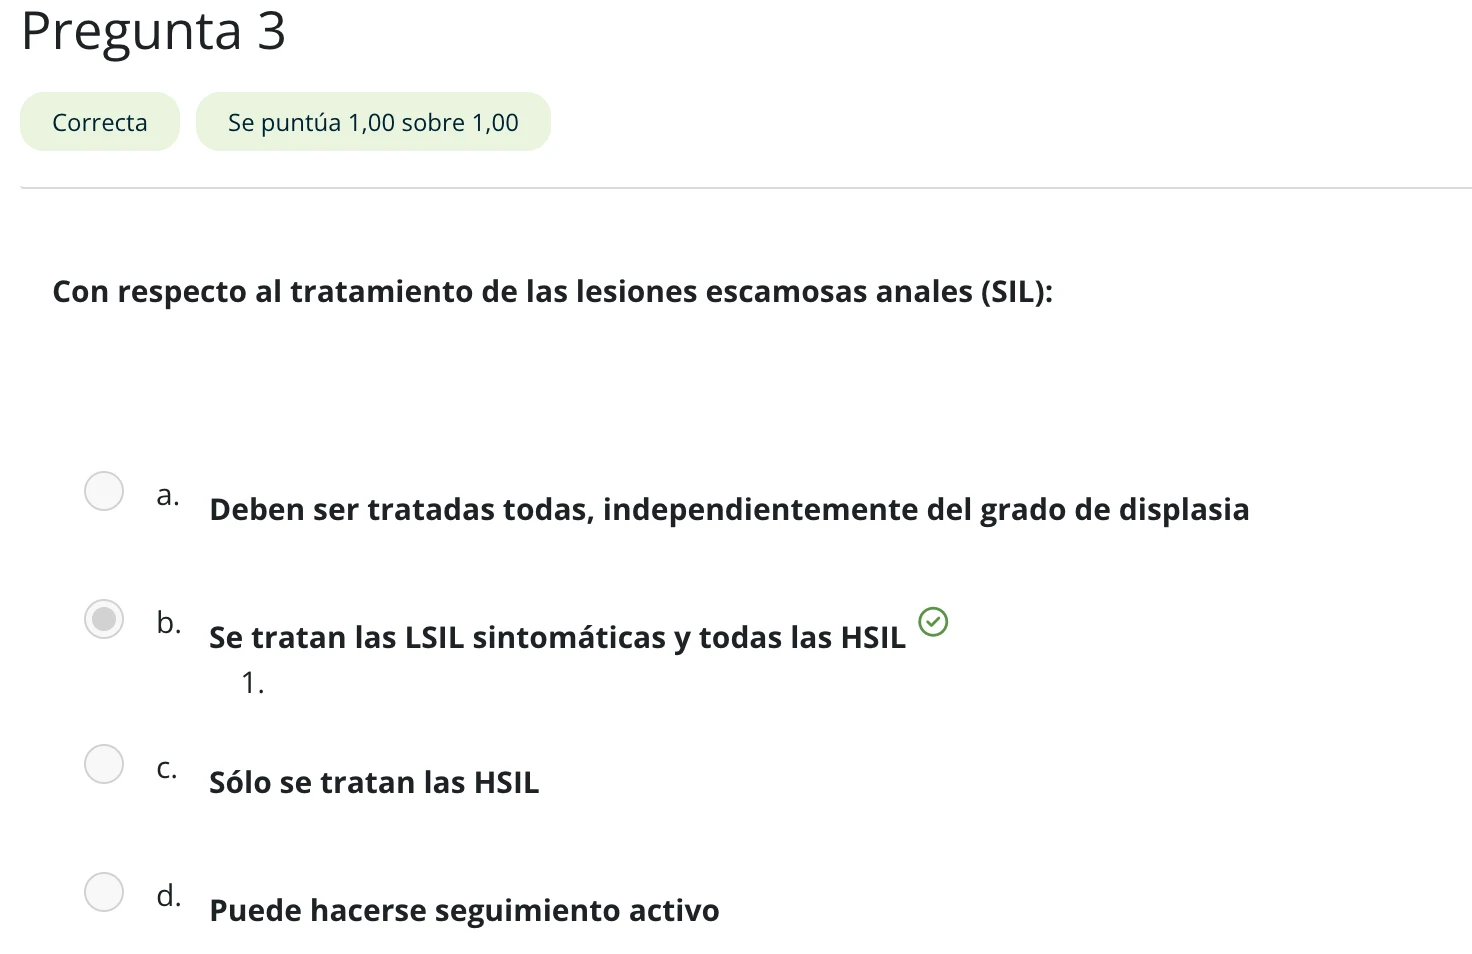 Pregunta 3
Correcta
Se puntúa 1,00 sobre 1,00
Con respecto al tratamiento de las lesiones escamosas anales (SIL):
a. Deben ser tratadas todas, independientemente del grado de displasia
b. Se tratan las LSIL sintomáticas y todas las HSIL
1.
c. Sólo se tratan las HSIL
d. Puede hacerse seguimiento activo